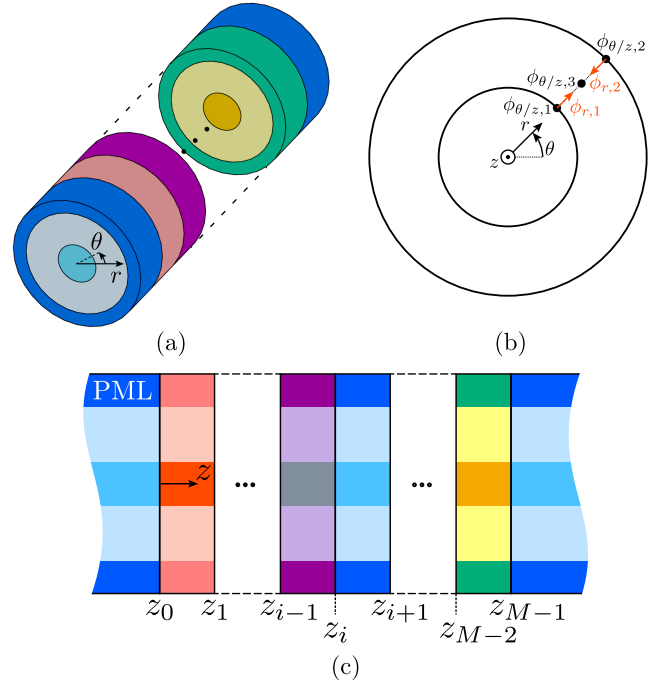 θ
r
(a)
ϕ_{θ/z,2}
ϕ_{θ/z,3}
ϕ_{r,2}
ϕ_{θ/z,1}
ϕ_{r,1}
r
θ
z
(b)
PML
z
...
...
z_0 z_1 z_{i−1} z_i z_{i+1} z_{M−2} z_{M−1}
(c)